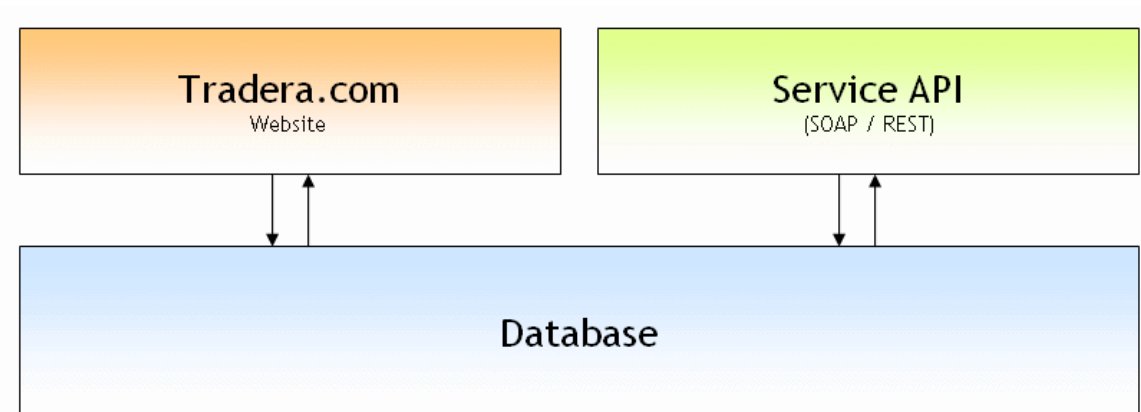 Tradera.com
Website
Service API
(SOAP / REST)
Database